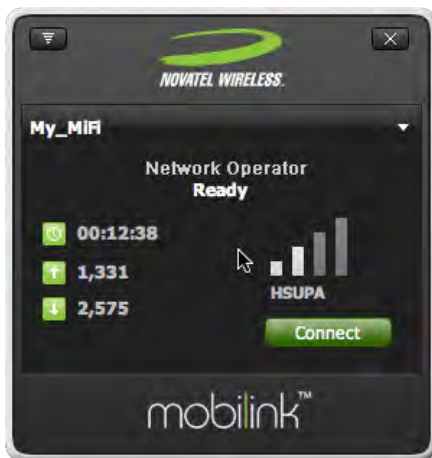 NOVATEL WIRELESS.
My_MiFi
Network Operator
Ready
00:12:38
1,331
2,575
HSUPA
Connect
mobilink™